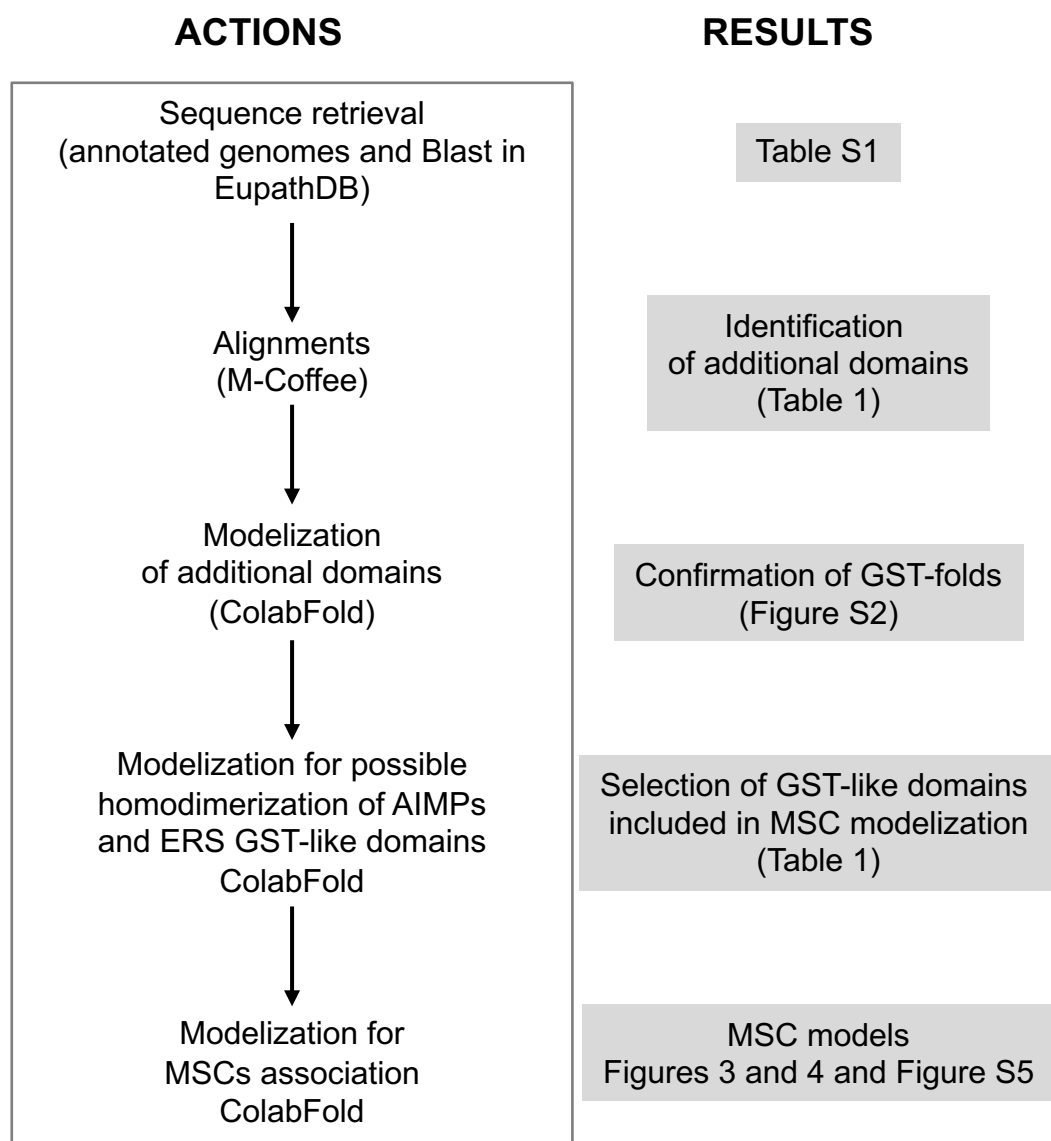 ACTIONS
RESULTS
Sequence retrieval
(annotated genomes and Blast in
EupathDB)
Table S1
Alignments
(M-Coffee)
Identification
of additional domains
(Table 1)
Modelization
of additional domains
(ColabFold)
Confirmation of GST-folds
(Figure S2)
Modelization for possible
homodimerization of AIMPs
and ERS GST-like domains
ColabFold
Selection of GST-like domains
included in MSC modelization
(Table 1)
Modelization for
MSCs association
ColabFold
MSC models
Figures 3 and 4 and Figure S5